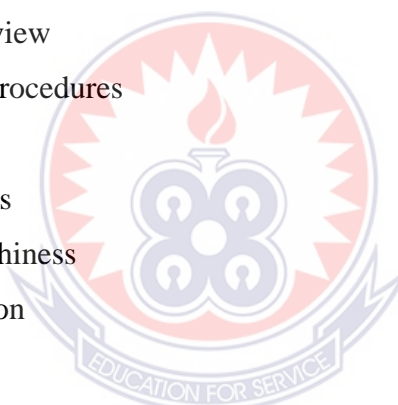 view
rocedures
s
hiness
on
EDUCATION FOR SERVICE